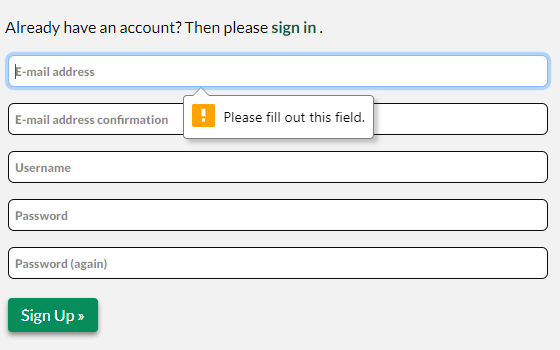 Already have an account? Then please sign in .
E-mail address
Please fill out this field.
E-mail address confirmation
Username
Password
Password (again)
Sign Up »